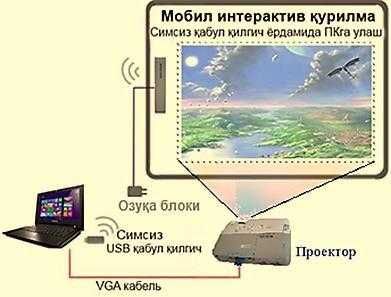 Мобил интерактив қурилма
Симсиз қабул қилгич ёрдамида ПКга улаш
Озуқа блоки
Симсиз
USB қабул қилгич
Проектор
VGA кабель